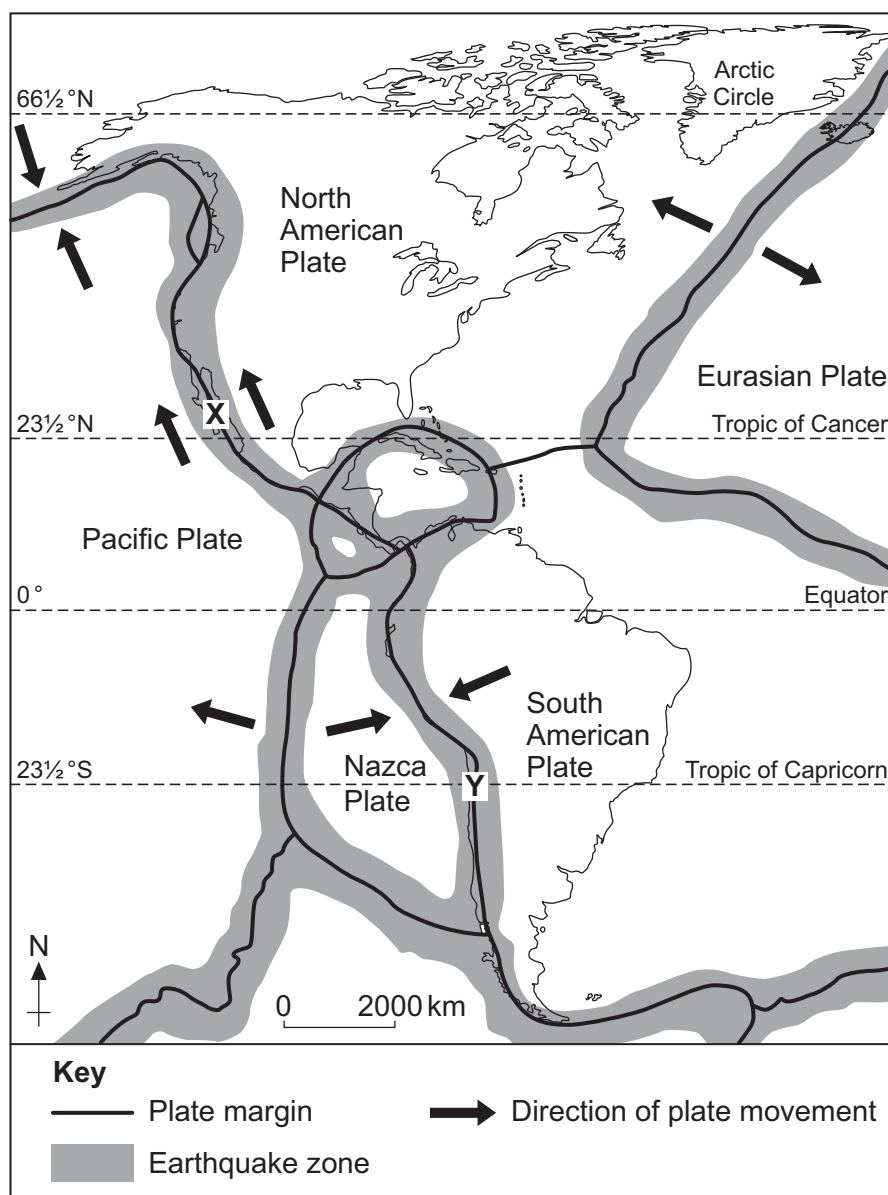 Arctic
Circle
66½°N
North
American
Plate
Eurasian Plate
X
23½°N
Tropic of Cancer
Pacific Plate
0°
Equator
South
American
Plate
Nazca
Plate
23½°S
Y
Tropic of Capricorn
N
0
2000 km
Key
Plate margin
Direction of plate movement
Earthquake zone